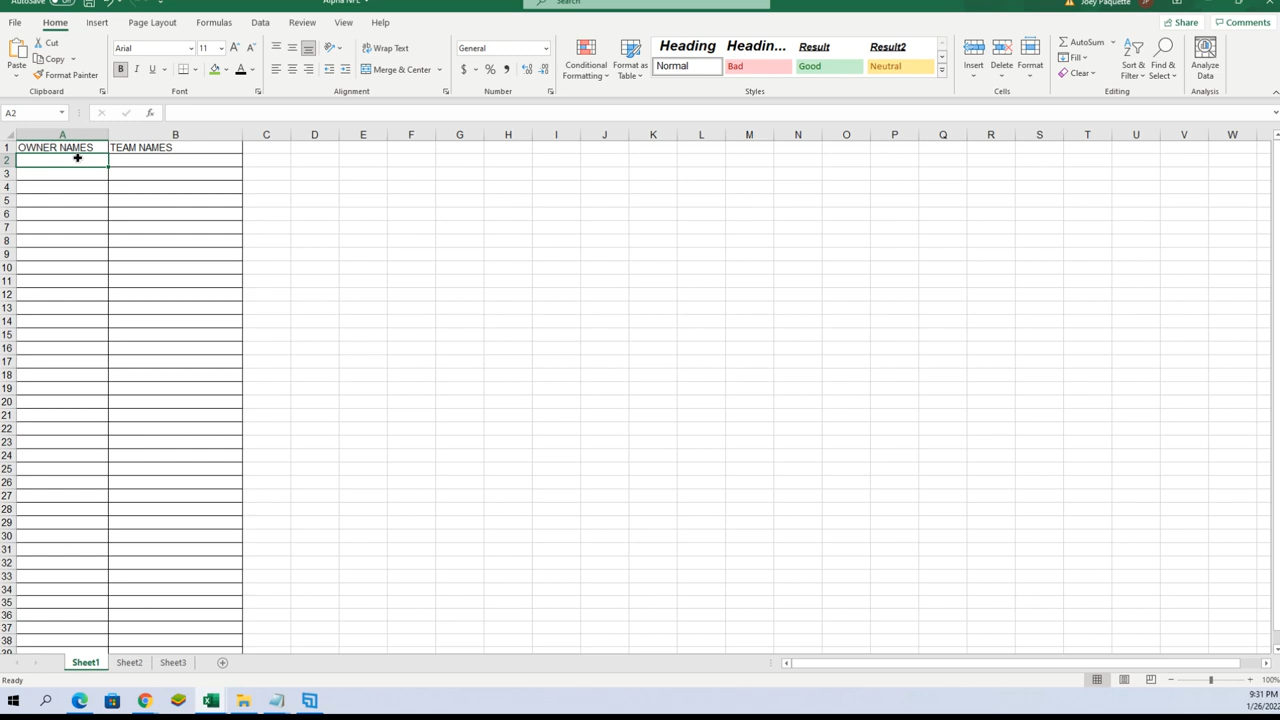 AutoSave Off Search Joey Paquette JP
File Home Insert Page Layout Formulas Data Review View Help Share Comments
Paste Cut Copy Format Painter Clipboard
Arial 11 B I U Font
Wrap Text Merge & Center Alignment
General $ % Number
Conditional Formatting Format as Table
Heading Headin... Result Result2
Normal Bad Good Neutral
Styles
Insert Delete Format Cells
AutoSum Fill Clear Sort & Filter Find & Select Editing
Analyze Data Analysis
A2 fx
A B C D E F G H I J K L M N O P Q R S T U V W
1 OWNER NAMES TEAM NAMES
2
3
4
5
6
7
8
9
10
11
12
13
14
15
16
17
18
19
20
21
22
23
24
25
26
27
28
29
30
31
32
33
34
35
36
37
38
39
Sheet1 Sheet2 Sheet3
Ready 100%
9:31 PM
1/26/2022